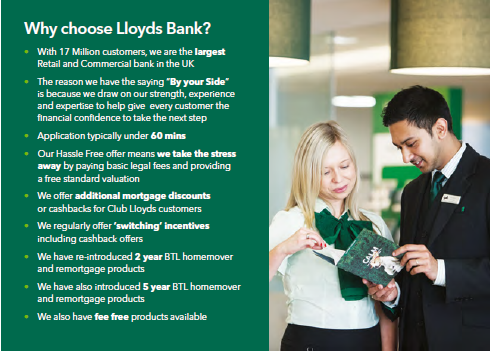 Why choose Lloyds Bank?
• With 17 Million customers, we are the largest
Retail and Commercial bank in the UK
• The reason we have the saying "By your Side"
is because we draw on our strength, experience
and expertise to help give every customer the
financial confidence to take the next step
• Application typically under 60 mins
• Our Hassle Free offer means we take the stress
away by paying basic legal fees and providing
a free standard valuation
• We offer additional mortgage discounts
or cashbacks for Club Lloyds customers
• We regularly offer 'switching' incentives
including cashback offers
• We have re-introduced 2 year BTL homemover
and remortgage products
• We have also introduced 5 year BTL homemover
and remortgage products
• We also have fee free products available